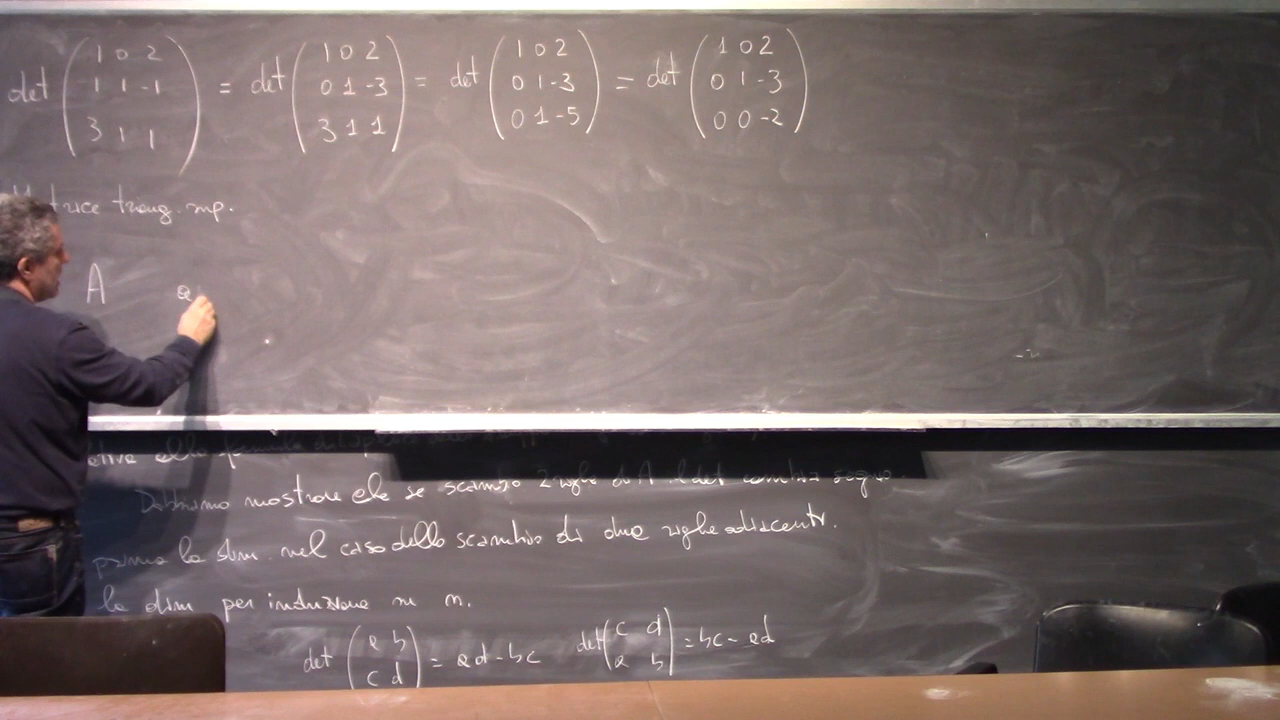 det ( 1 0 2 ) = det ( 1 0 2 ) = det ( 1 0 2 ) = det ( 1 0 2 )
1 1 -1   0 1 -3   0 1 -3   0 1 -3
3 1 1   3 1 1   0 1 -5   0 0 -2
triang. sup.
A a
mostrare che se scambio 2 righe di A il det cambia segno
prima la dim. nel caso dello scambio di due righe adiacenti.
la dim per induzione su n.
det ( a b ) = ad - bc det ( c d ) = bc - ad
c d   a b